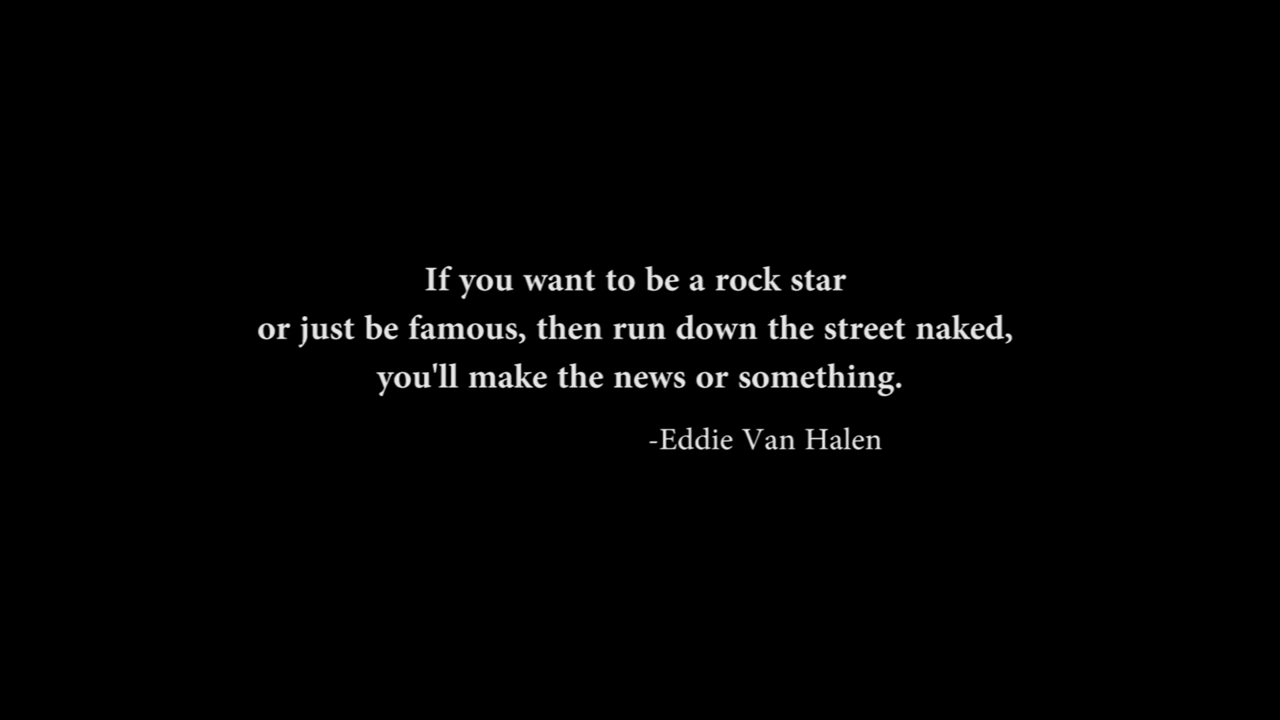 If you want to be a rock star
or just be famous, then run down the street naked,
you'll make the news or something.
-Eddie Van Halen